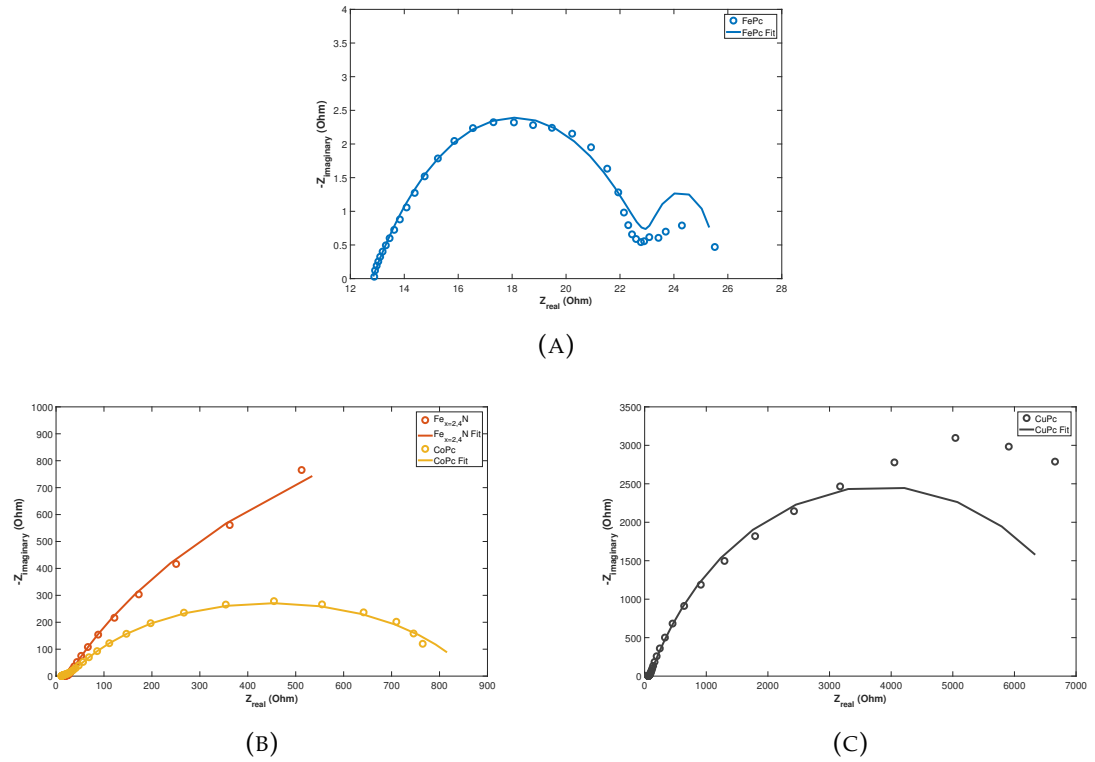 4
3.5
3
2.5
2
1.5
1
0.5
0
-Z_imaginary (Ohm)
12 14 16 18 20 22 24 26 28
Z_real (Ohm)
FePc
FePc Fit
(A)
1000
900
800
700
600
500
400
300
200
100
0
-Z_imaginary (Ohm)
0 100 200 300 400 500 600 700 800 900
Z_real (Ohm)
Fe_x=2,4N
Fe_x=2,4N Fit
CoPc
CoPc Fit
(B)
3500
3000
2500
2000
1500
1000
500
0
-Z_imaginary (Ohm)
0 1000 2000 3000 4000 5000 6000 7000
Z_real (Ohm)
CuPc
CuPc Fit
(C)